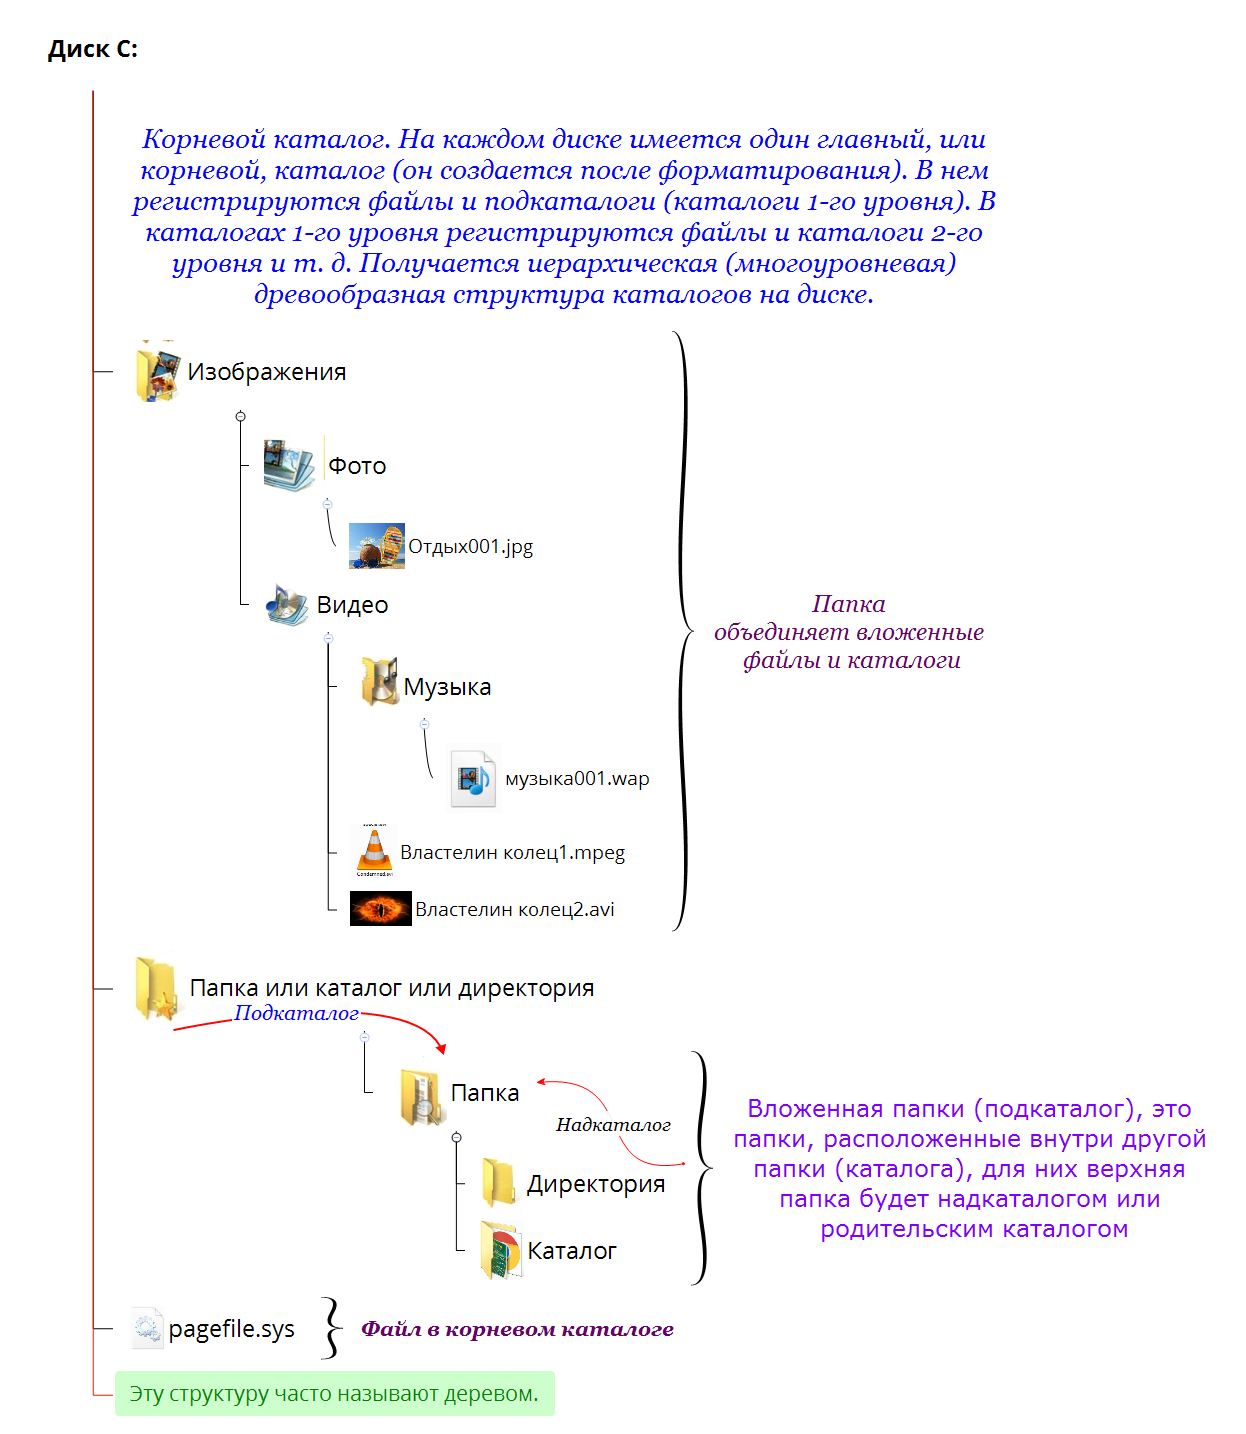 Диск C:
Корневой каталог. На каждом диске имеется один главный, или
корневой, каталог (он создается после форматирования). В нем
регистрируются файлы и подкаталоги (каталоги 1-го уровня). В
каталогах 1-го уровня регистрируются файлы и каталоги 2-го
уровня и т. д. Получается иерархическая (многоуровневая)
древообразная структура каталогов на диске.
Изображения
Фото
Отдых001.jpg
Видео
Папка
объединяет вложенные
файлы и каталоги
Музыка
музыка001.wap
Властелин колец1.mpeg
Condemned.avi
Властелин колец2.avi
Папка или каталог или директория
Подкаталог
Папка
Надкаталог
Вложенная папки (подкаталог), это
папки, расположенные внутри другой
папки (каталога), для них верхняя
папка будет надкаталогом или
родительским каталогом
Директория
Каталог
pagefile.sys
Файл в корневом каталоге
Эту структуру часто называют деревом.